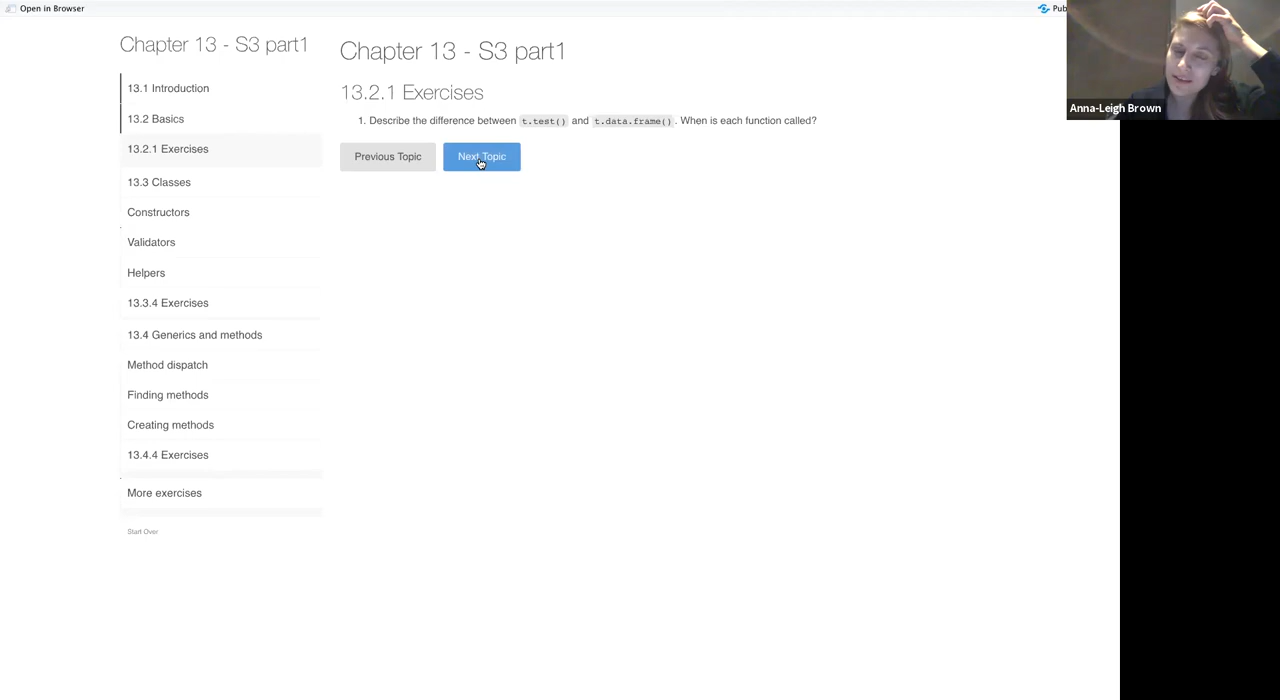 Open in Browser
Pub
Anna-Leigh Brown
Chapter 13 - S3 part1
13.1 Introduction
13.2 Basics
13.2.1 Exercises
13.3 Classes
Constructors
Validators
Helpers
13.3.4 Exercises
13.4 Generics and methods
Method dispatch
Finding methods
Creating methods
13.4.4 Exercises
More exercises
Start Over
Chapter 13 - S3 part1
13.2.1 Exercises
1. Describe the difference between t.test() and t.data.frame(). When is each function called?
Previous Topic
Next Topic